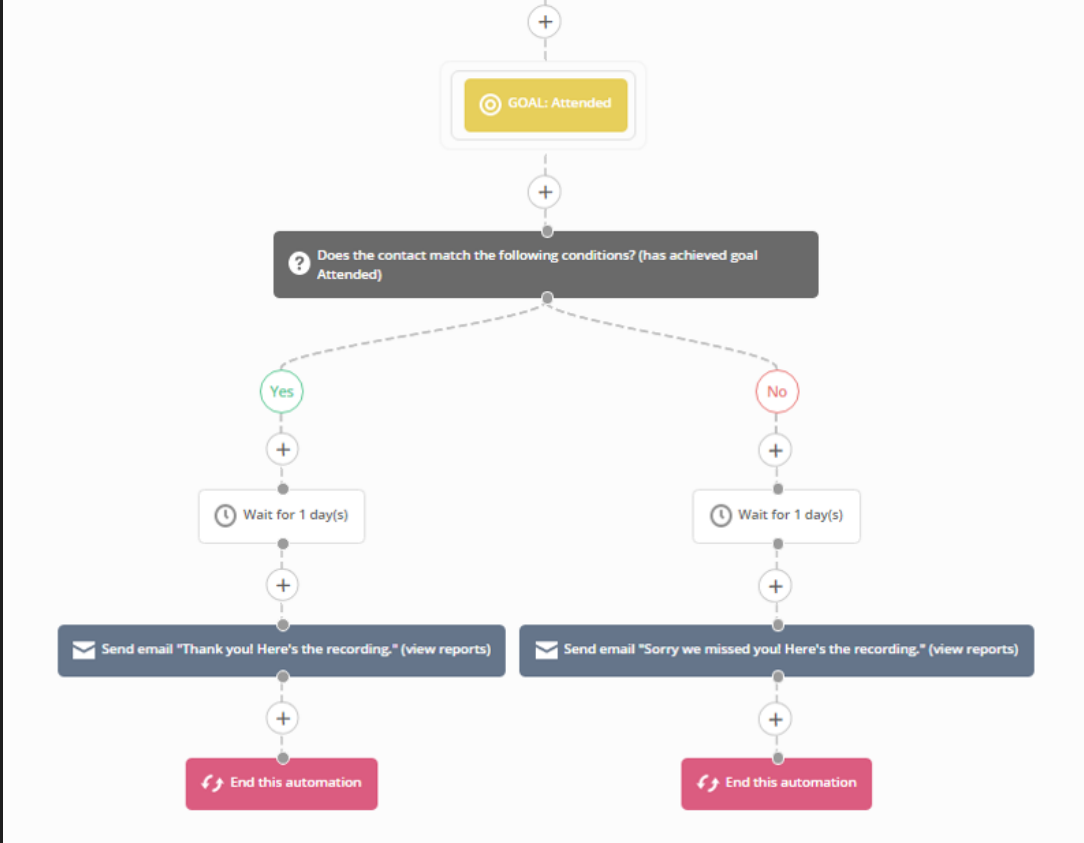 GOAL: Attended
Does the contact match the following conditions? (has achieved goal
Attended)
Yes
No
Wait for 1 day(s)
Wait for 1 day(s)
Send email "Thank you! Here's the recording." (view reports)
Send email "Sorry we missed you! Here's the recording." (view reports)
End this automation
End this automation